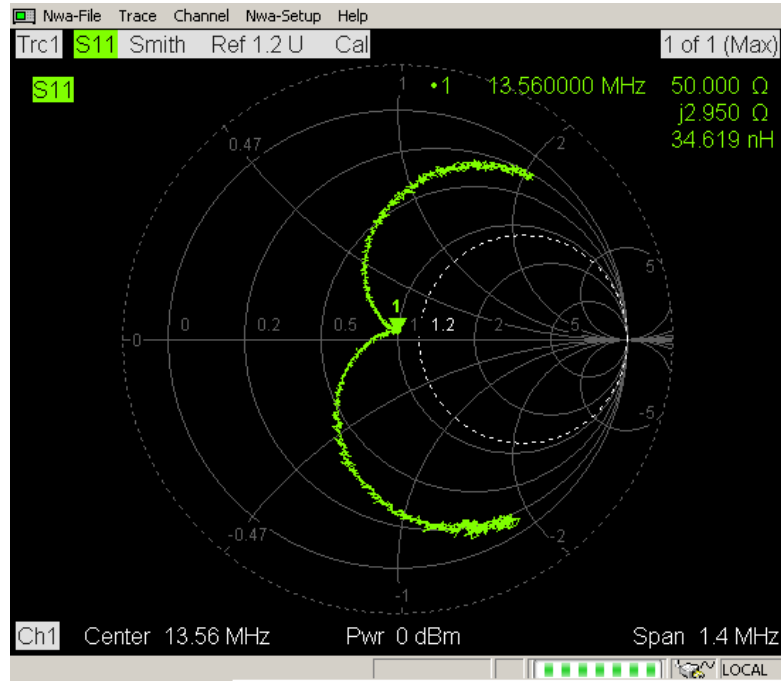 Nwa-File Trace Channel Nwa-Setup Help
Trc1 S11 Smith Ref 1.2 U Cal 1 of 1 (Max)
S11
1 •1 13.560000 MHz 50.000 Ω
j2.950 Ω
34.619 nH
0.47 2
5
1
-0 0 0.2 0.5 1 1.2 2 5
-5
-0.47 -2
-1
Ch1 Center 13.56 MHz Pwr 0 dBm Span 1.4 MHz
LOCAL